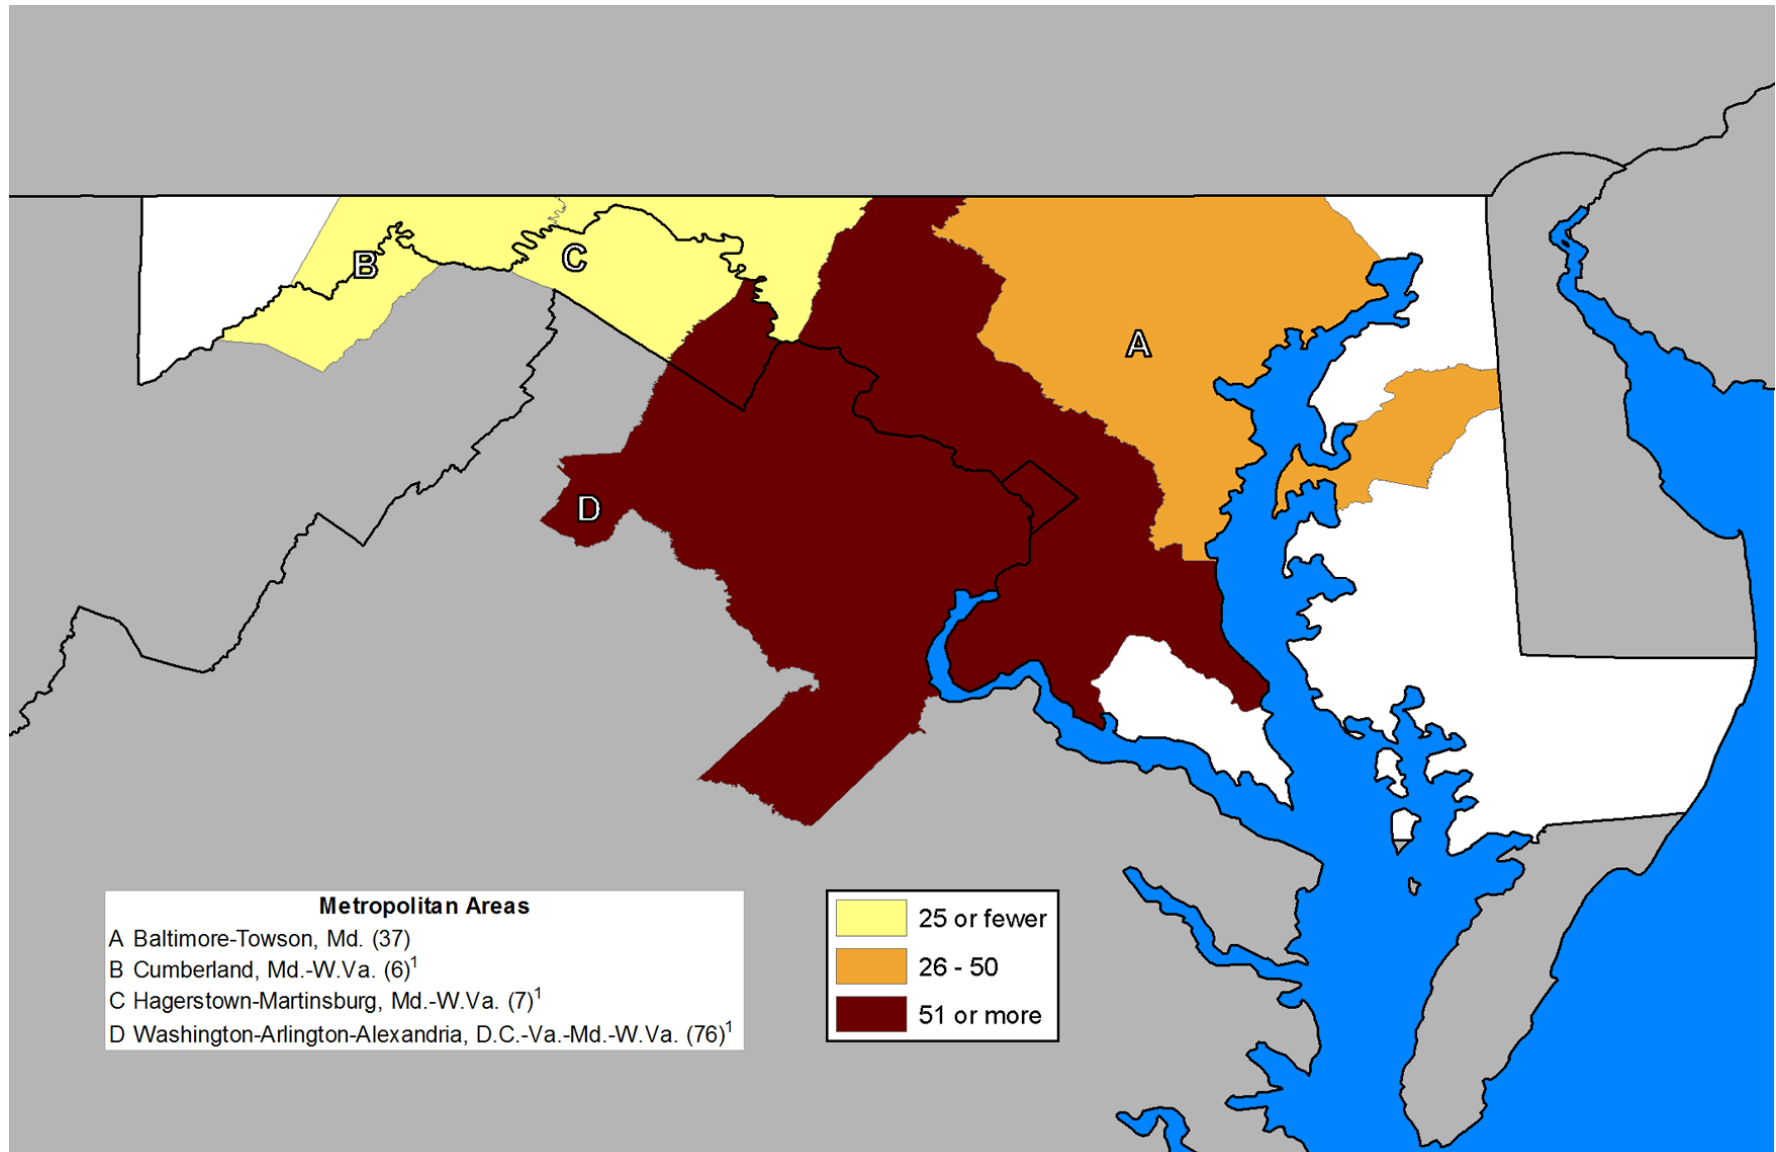 B
C
A
D
Metropolitan Areas
A Baltimore-Towson, Md. (37)
B Cumberland, Md.-W.Va. (6)¹
C Hagerstown-Martinsburg, Md.-W.Va. (7)¹
D Washington-Arlington-Alexandria, D.C.-Va.-Md.-W.Va. (76)¹
25 or fewer
26 - 50
51 or more